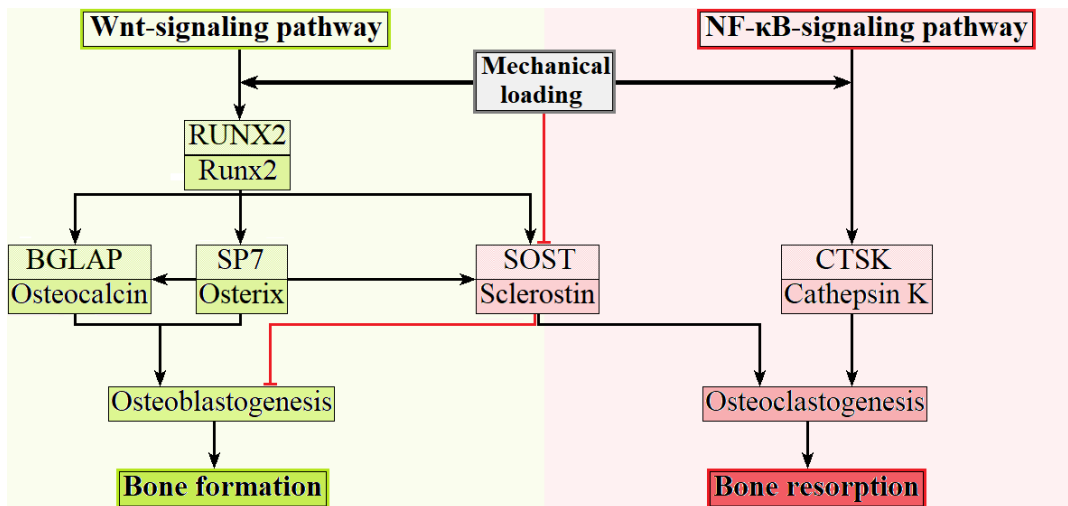 Wnt-signaling pathway
NF-κB-signaling pathway
Mechanical
loading
RUNX2
Runx2
BGLAP
Osteocalcin
SP7
Osterix
SOST
Sclerostin
CTSK
Cathepsin K
Osteoblastogenesis
Osteoclastogenesis
Bone formation
Bone resorption